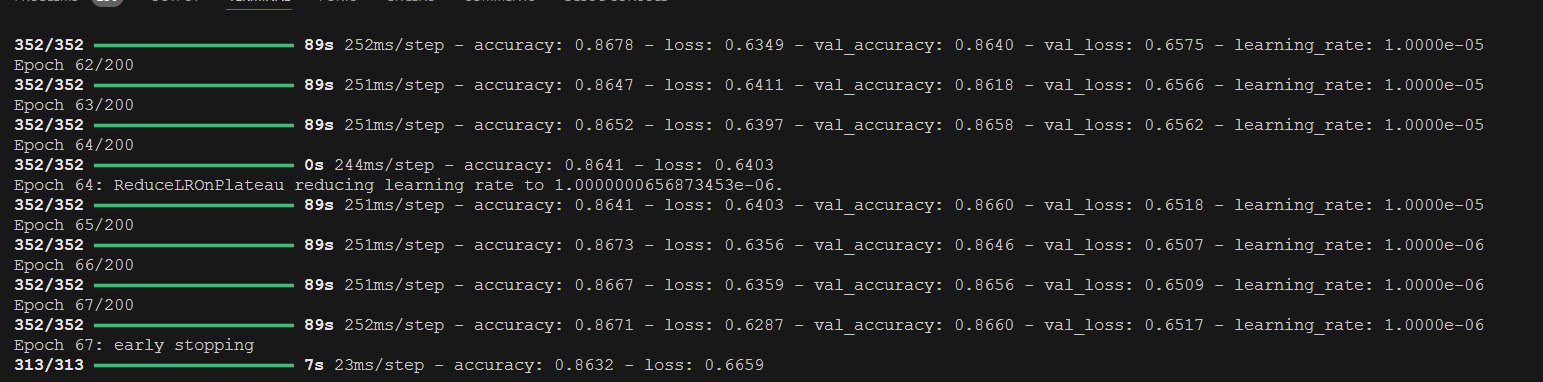 PROBLEMS OUTPUT TERMINAL PORTS COMMENTS DEBUG CONSOLE
352/352 89s 252ms/step - accuracy: 0.8678 - loss: 0.6349 - val_accuracy: 0.8640 - val_loss: 0.6575 - learning_rate: 1.0000e-05
Epoch 62/200
352/352 89s 251ms/step - accuracy: 0.8647 - loss: 0.6411 - val_accuracy: 0.8618 - val_loss: 0.6566 - learning_rate: 1.0000e-05
Epoch 63/200
352/352 89s 251ms/step - accuracy: 0.8652 - loss: 0.6397 - val_accuracy: 0.8658 - val_loss: 0.6562 - learning_rate: 1.0000e-05
Epoch 64/200
352/352 0s 244ms/step - accuracy: 0.8641 - loss: 0.6403
Epoch 64: ReduceLROnPlateau reducing learning rate to 1.0000000656873453e-06.
352/352 89s 251ms/step - accuracy: 0.8641 - loss: 0.6403 - val_accuracy: 0.8660 - val_loss: 0.6518 - learning_rate: 1.0000e-05
Epoch 65/200
352/352 89s 251ms/step - accuracy: 0.8673 - loss: 0.6356 - val_accuracy: 0.8646 - val_loss: 0.6507 - learning_rate: 1.0000e-06
Epoch 66/200
352/352 89s 251ms/step - accuracy: 0.8667 - loss: 0.6359 - val_accuracy: 0.8656 - val_loss: 0.6509 - learning_rate: 1.0000e-06
Epoch 67/200
352/352 89s 252ms/step - accuracy: 0.8671 - loss: 0.6287 - val_accuracy: 0.8660 - val_loss: 0.6517 - learning_rate: 1.0000e-06
Epoch 67: early stopping
313/313 7s 23ms/step - accuracy: 0.8632 - loss: 0.6659